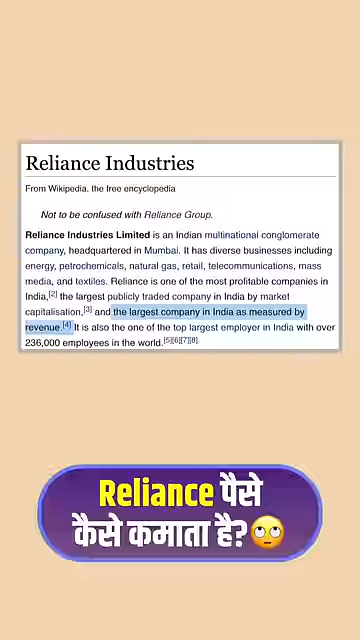 Reliance Industries
From Wikipedia, the free encyclopedia
Not to be confused with Reliance Group.
Reliance Industries Limited is an Indian multinational conglomerate
company, headquartered in Mumbai. It has diverse businesses including
energy, petrochemicals, natural gas, retail, telecommunications, mass
media, and textiles. Reliance is one of the most profitable companies in
India,[2] the largest publicly traded company in India by market
capitalisation,[3] and the largest company in India as measured by
revenue.[4] It is also the one of the top largest employer in India with over
236,000 employees in the world.[5][6][7][8]
Reliance पैसे
कैसे कमाता है?🙄